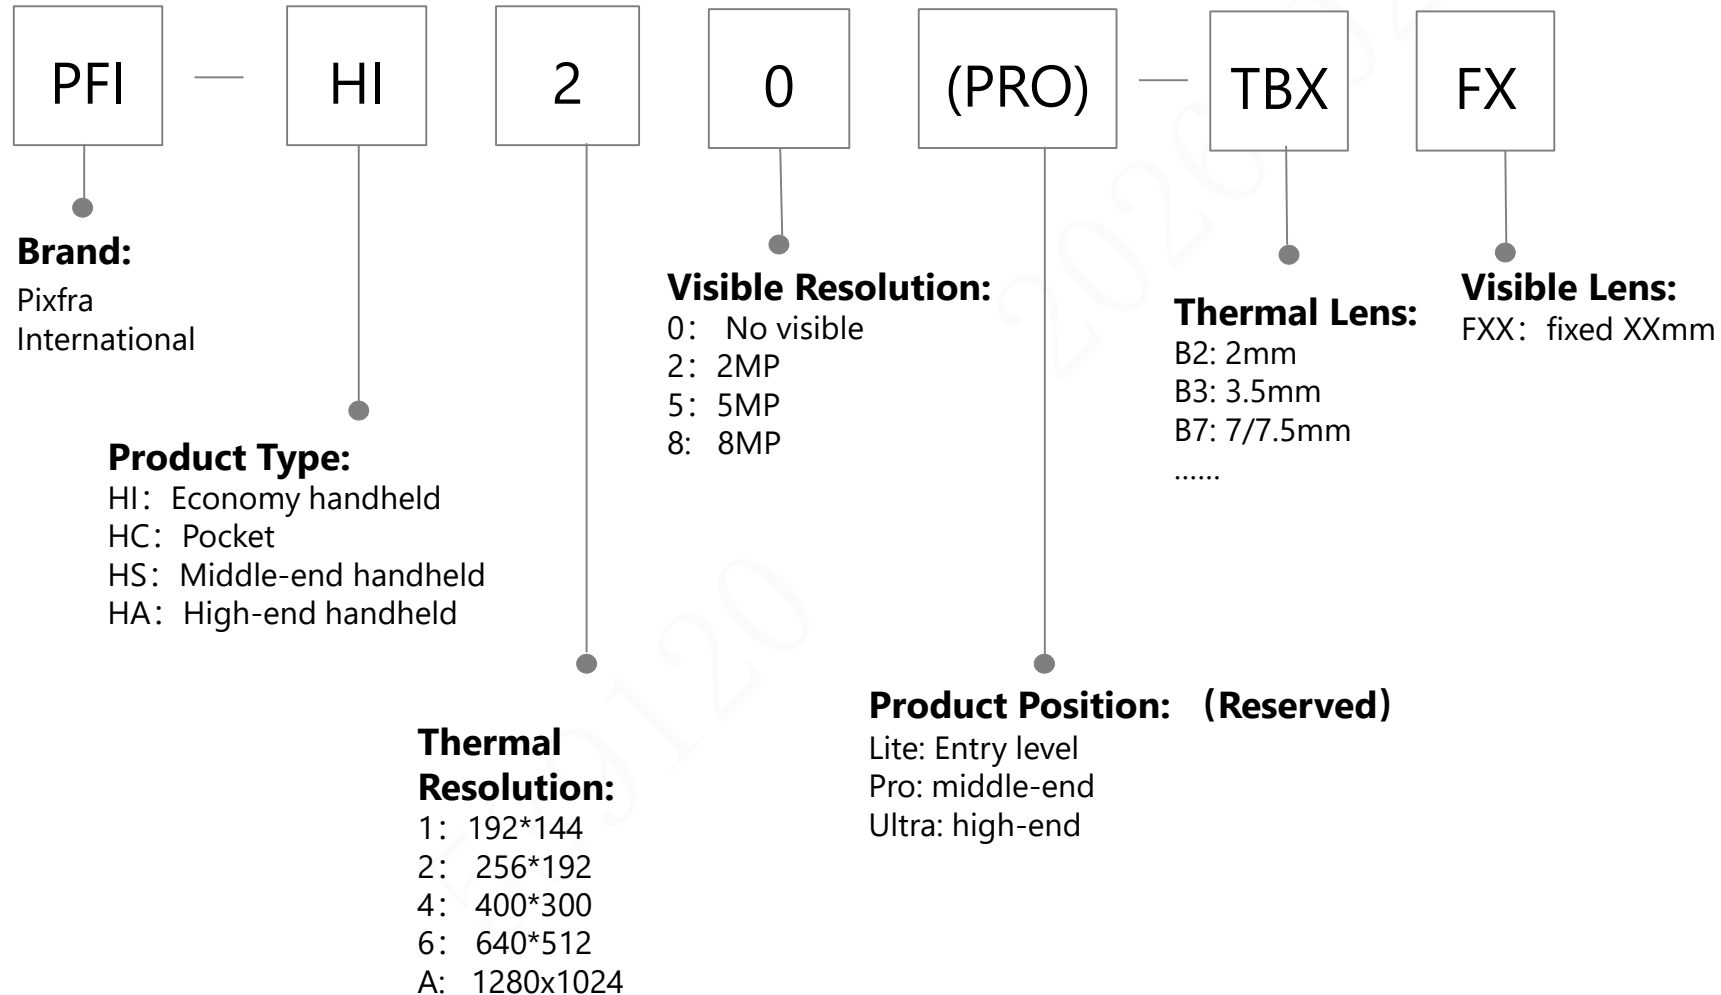 PFI — HI 2 0 (PRO) — TBX FX
Brand:
Pixfra
International
Product Type:
HI：Economy handheld
HC：Pocket
HS：Middle-end handheld
HA：High-end handheld
Thermal
Resolution:
1：192*144
2：256*192
4：400*300
6：640*512
A: 1280x1024
Visible Resolution:
0：No visible
2：2MP
5：5MP
8: 8MP
Product Position: （Reserved）
Lite: Entry level
Pro: middle-end
Ultra: high-end
Thermal Lens:
B2: 2mm
B3: 3.5mm
B7: 7/7.5mm
......
Visible Lens:
FXX：fixed XXmm